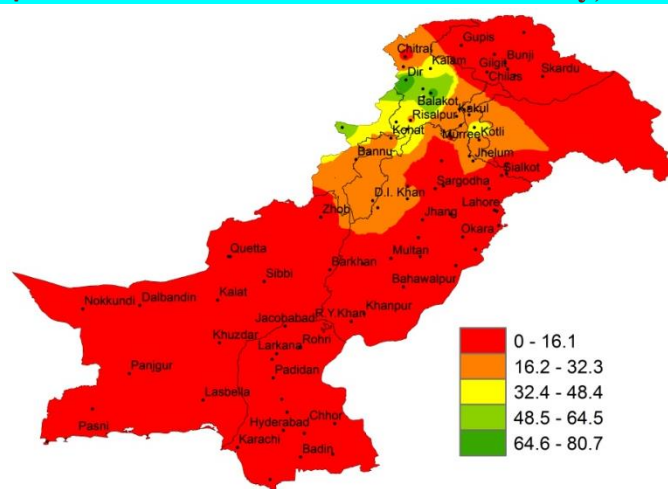 Gupis
Chitral
Kalam
Bunji
Gilgit
Dir
Chilas
Skardu
Balakot
Kakul
Risalpur
Kohat
Murree
Kotli
Bannu
Jhelum
Sialkot
D.I. Khan
Sargodha
Zhob
Lahore
Jhang
Okara
Quetta
Multan
Barkhan
Sibbi
Bahawalpur
Kalat
Nokkundi
Dalbandin
Khanpur
R.Y.Khan
Jacobabad
Khuzdar
Rohri
Larkana
Panjgur
Padidan
Lasbella
Chhor
Pasni
Hyderabad
Karachi
Badin
0 - 16.1
16.2 - 32.3
32.4 - 48.4
48.5 - 64.5
64.6 - 80.7